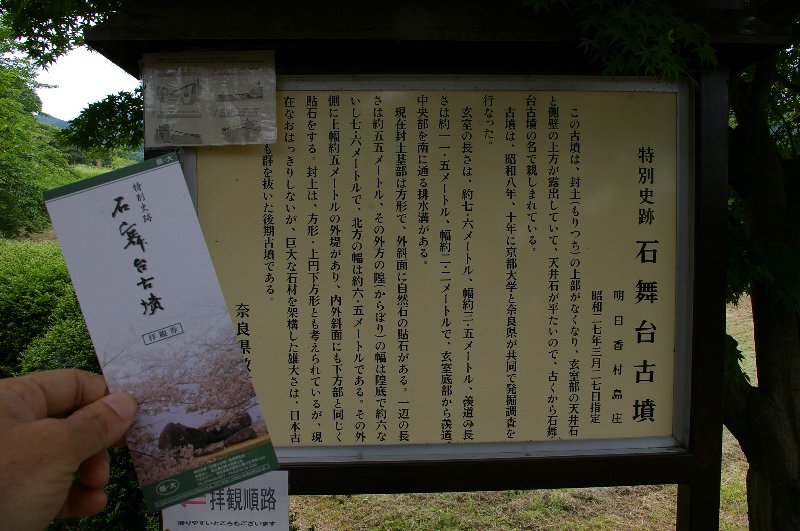 特別史跡 石舞台古墳
明日香村島庄
昭和二七年三月二七日指定
この古墳は、封土(もりつち)の上部がなくなり、玄室部の天井石
と側壁の上方が露出していて、天井石が平たいので、古くから石舞
台古墳の名で親しまれている。
古墳は、昭和八年、十年に京都大学と奈良県が共同で発掘調査を
行なった。
玄室の長さは、約七・六メートル、幅約三・五メートル、羨道の長
さは約一一・五メートル、幅約二・二メートルで、玄室底部から羨道
中央部を南に通る排水溝がある。
現在封土基部は方形で、外斜面に自然石の貼石がある。一辺の長
さは約五五メートル、その外方の隍(からぼり)の幅は隍底で約六な
いし七・六メートルで、北方の幅は約六・五メートルである。その外
側に上幅約五メートルの外堤があり、内外斜面にも下方部と同じく
貼石をする。封土は、方形・上円下方形とも考えられているが、現
在なおはっきりしないが、巨大な石材を架構した雄大さは、日本古
も群を抜いた後期古墳である。
奈良県
特別史跡
石舞台古墳
拝観券
拝観順路
滑りやすいところもございます